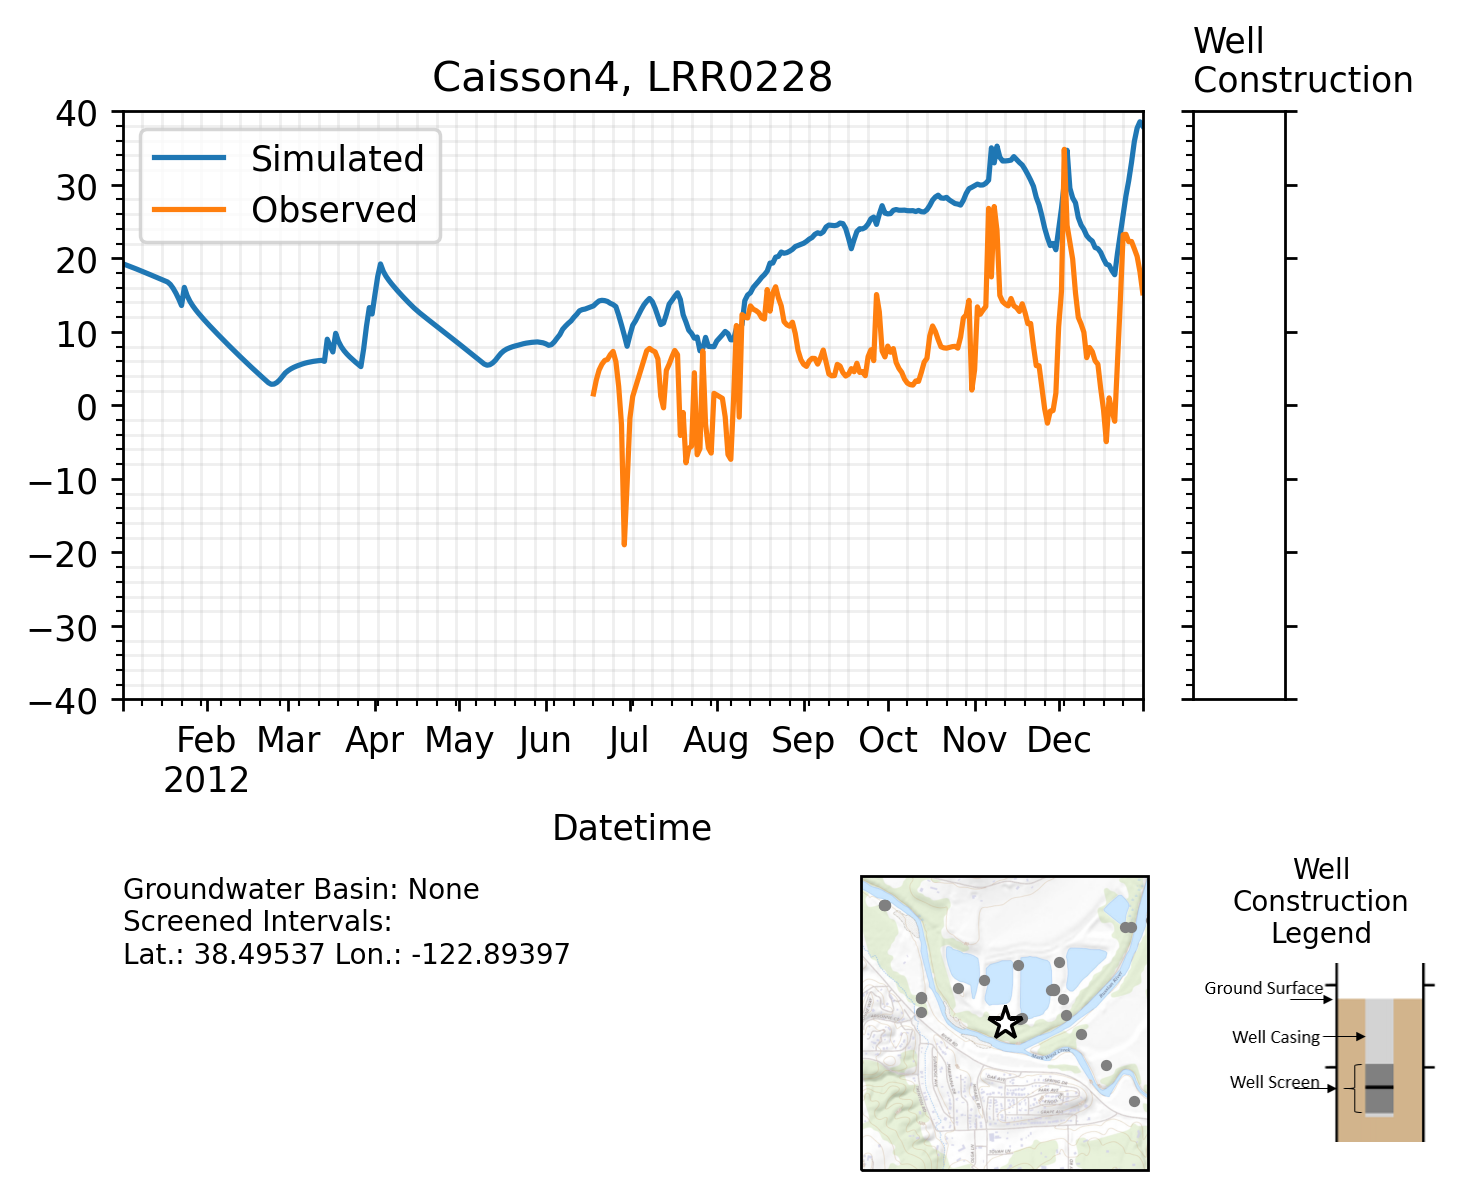 Caisson4, LRR0228
Well
Construction
Simulated
Observed
40
30
20
10
0
−10
−20
−30
−40
Feb Mar Apr May Jun Jul Aug Sep Oct Nov Dec
2012
Datetime
Groundwater Basin: None
Screened Intervals:
Lat.: 38.49537 Lon.: -122.89397
Well
Construction
Legend
Ground Surface
Well Casing
Well Screen